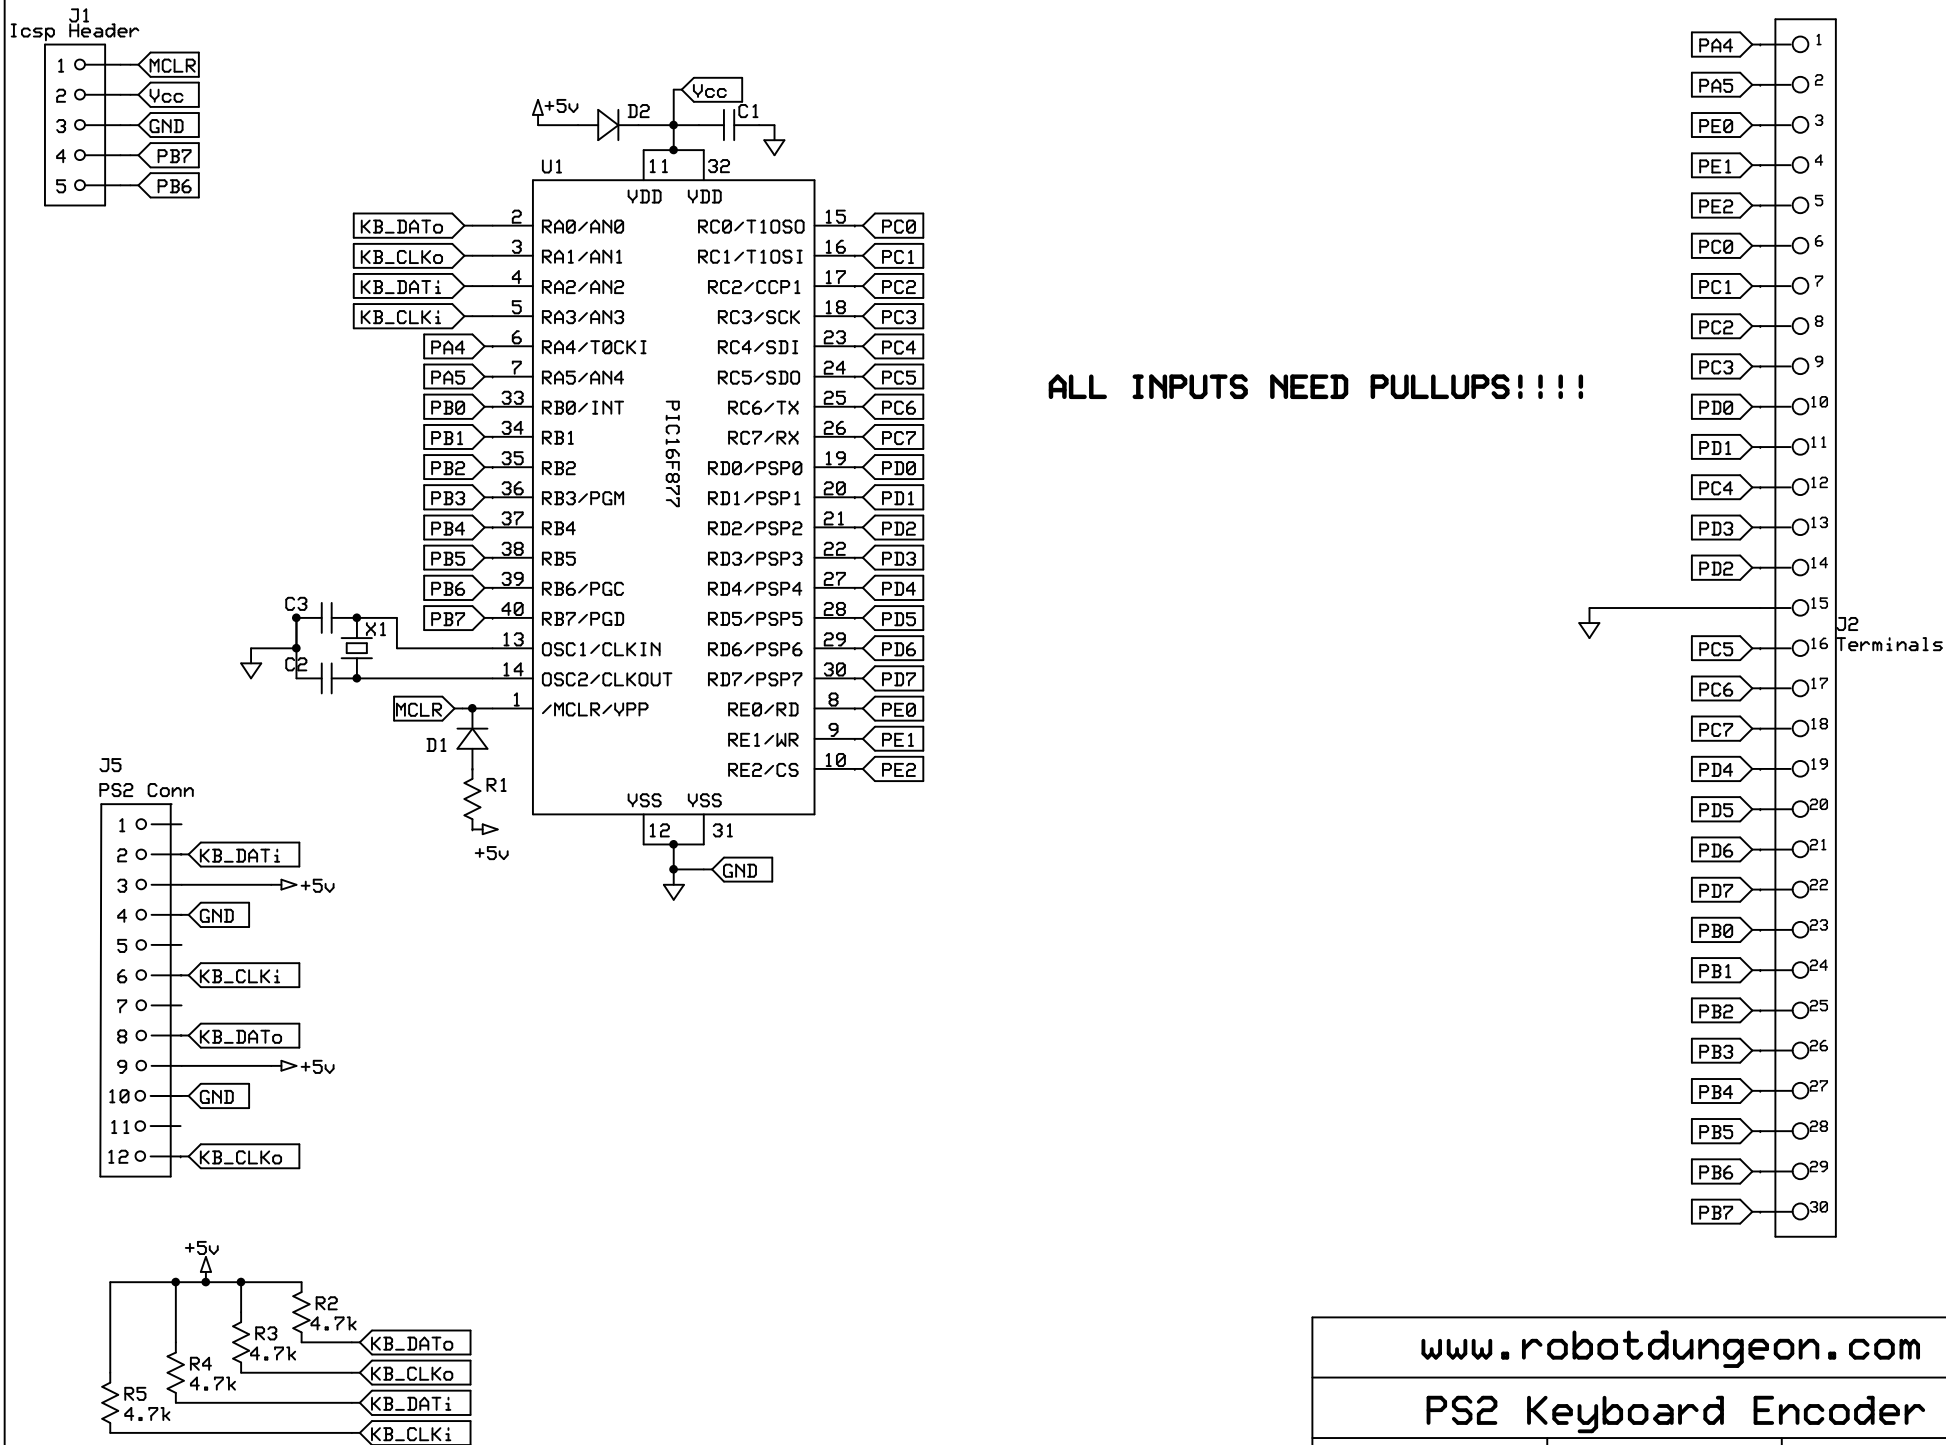 J1
Icsp Header
1 MCLR
2 Vcc
3 GND
4 PB7
5 PB6
+5v D2 Vcc C1
U1 11 32
VDD VDD
KB_DATo 2 RA0/AN0 RC0/T1OSO 15 PC0
KB_CLKo 3 RA1/AN1 RC1/T1OSI 16 PC1
KB_DATi 4 RA2/AN2 RC2/CCP1 17 PC2
KB_CLKi 5 RA3/AN3 RC3/SCK 18 PC3
PA4 6 RA4/T0CKI RC4/SDI 23 PC4
PA5 7 RA5/AN4 RC5/SDO 24 PC5
PB0 33 RB0/INT RC6/TX 25 PC6
PB1 34 RB1 RC7/RX 26 PC7
PB2 35 RB2 RD0/PSP0 19 PD0
PB3 36 RB3/PGM RD1/PSP1 20 PD1
PB4 37 RB4 RD2/PSP2 21 PD2
PB5 38 RB5 RD3/PSP3 22 PD3
PB6 39 RB6/PGC RD4/PSP4 27 PD4
PB7 40 RB7/PGD RD5/PSP5 28 PD5
13 OSC1/CLKIN RD6/PSP6 29 PD6
14 OSC2/CLKOUT RD7/PSP7 30 PD7
MCLR 1 /MCLR/VPP RE0/RD 8 PE0
RE1/WR 9 PE1
RE2/CS 10 PE2
PIC16F877
VSS VSS
12 31
GND
C3
X1
C2
D1
R1
+5v
ALL INPUTS NEED PULLUPS!!!!
PA4 1
PA5 2
PE0 3
PE1 4
PE2 5
PC0 6
PC1 7
PC2 8
PC3 9
PD0 10
PD1 11
PC4 12
PD3 13
PD2 14
15
J2
Terminals
PC5 16
PC6 17
PC7 18
PD4 19
PD5 20
PD6 21
PD7 22
PB0 23
PB1 24
PB2 25
PB3 26
PB4 27
PB5 28
PB6 29
PB7 30
J5
PS2 Conn
1
2 KB_DATi
3 +5v
4 GND
5
6 KB_CLKi
7
8 KB_DATo
9 +5v
10 GND
11
12 KB_CLKo
+5v
R2
4.7k
KB_DATo
R3
4.7k
KB_CLKo
R4
4.7k
KB_DATi
R5
4.7k
KB_CLKi
www.robotdungeon.com
PS2 Keyboard Encoder